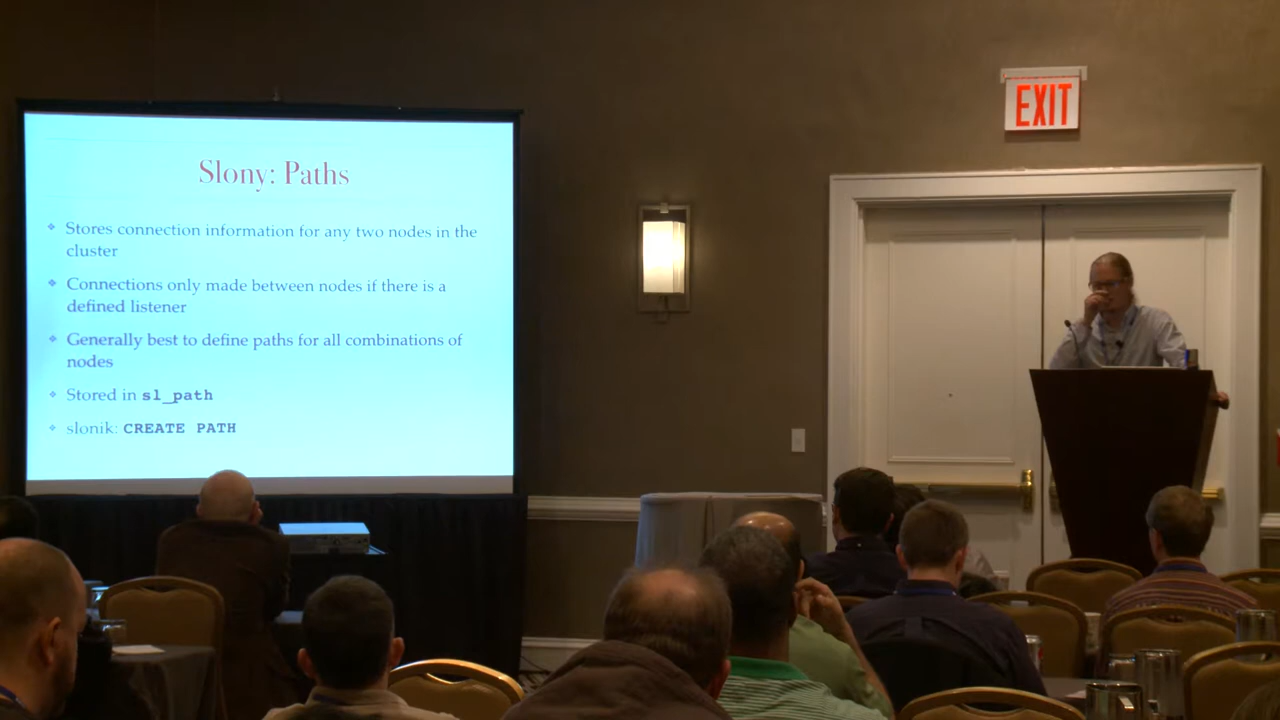 Slony: Paths
Stores connection information for any two nodes in the
cluster
Connections only made between nodes if there is a
defined listener
Generally best to define paths for all combinations of
nodes
Stored in sl_path
slonik: CREATE PATH
EXIT